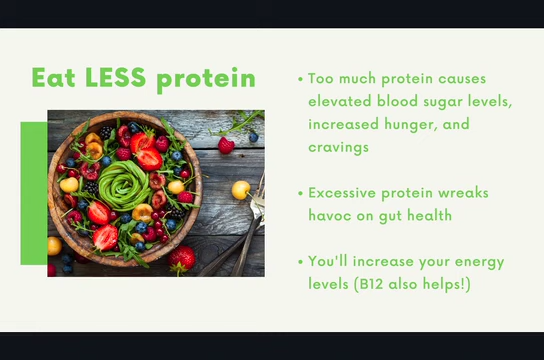 Eat LESS protein
• Too much protein causes
elevated blood sugar levels,
increased hunger, and
cravings
• Excessive protein wreaks
havoc on gut health
• You'll increase your energy
levels (B12 also helps!)